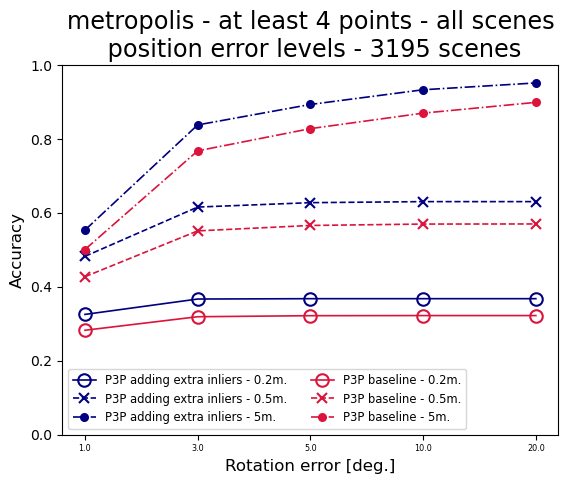 metropolis - at least 4 points - all scenes
position error levels - 3195 scenes
Accuracy
1.0
0.8
0.6
0.4
0.2
0.0
P3P adding extra inliers - 0.2m.
P3P adding extra inliers - 0.5m.
P3P adding extra inliers - 5m.
P3P baseline - 0.2m.
P3P baseline - 0.5m.
P3P baseline - 5m.
1.0 3.0 5.0 10.0 20.0
Rotation error [deg.]